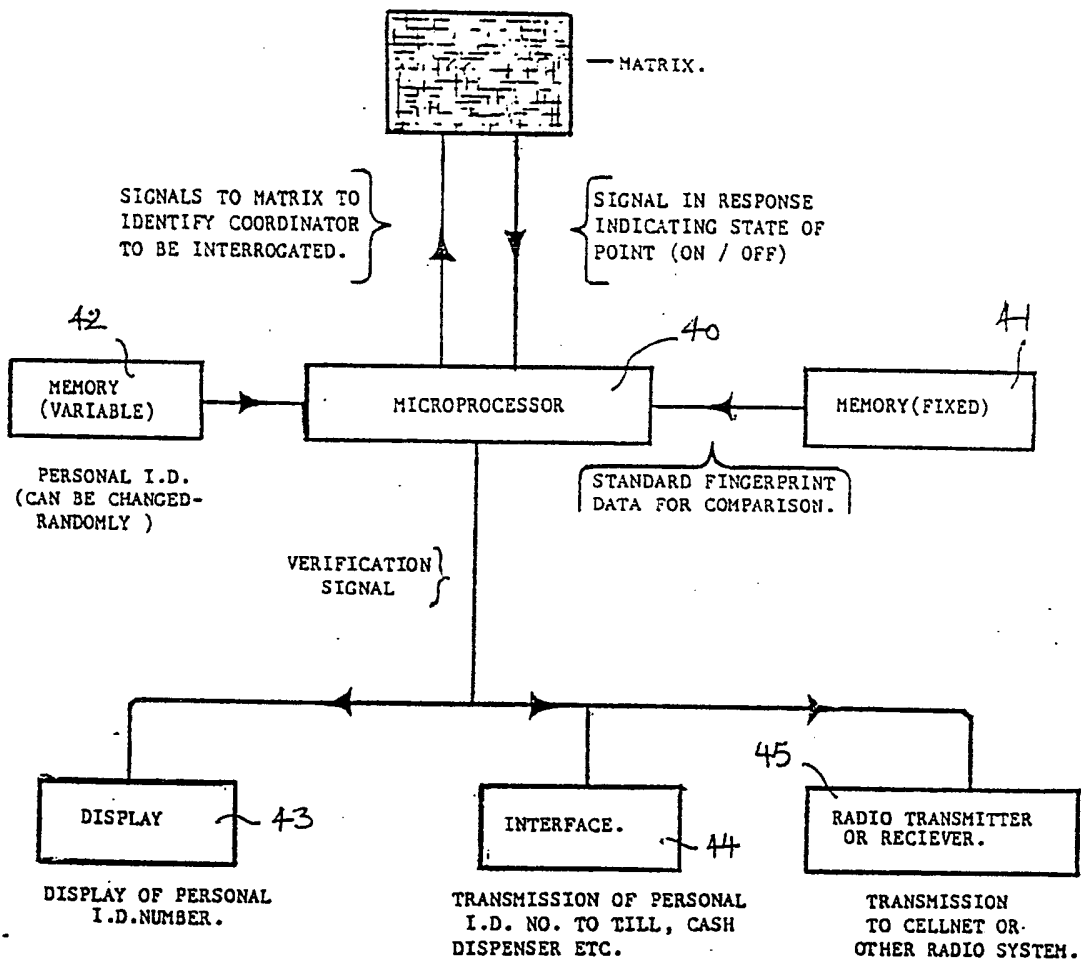 MATRIX.
SIGNALS TO MATRIX TO
IDENTIFY COORDINATOR
TO BE INTERROGATED.
SIGNAL IN RESPONSE
INDICATING STATE OF
POINT (ON / OFF)
42
40
41
MEMORY
(VARIABLE)
MICROPROCESSOR
MEMORY(FIXED)
PERSONAL I.D.
(CAN BE CHANGED-
RANDOMLY )
STANDARD FINGERPRINT
DATA FOR COMPARISON.
VERIFICATION
SIGNAL
DISPLAY
43
INTERFACE.
44
45
RADIO TRANSMITTER
OR RECIEVER.
DISPLAY OF PERSONAL
I.D.NUMBER.
TRANSMISSION OF PERSONAL
I.D. NO. TO TILL, CASH
DISPENSER ETC.
TRANSMISSION
TO CELLNET OR
OTHER RADIO SYSTEM.